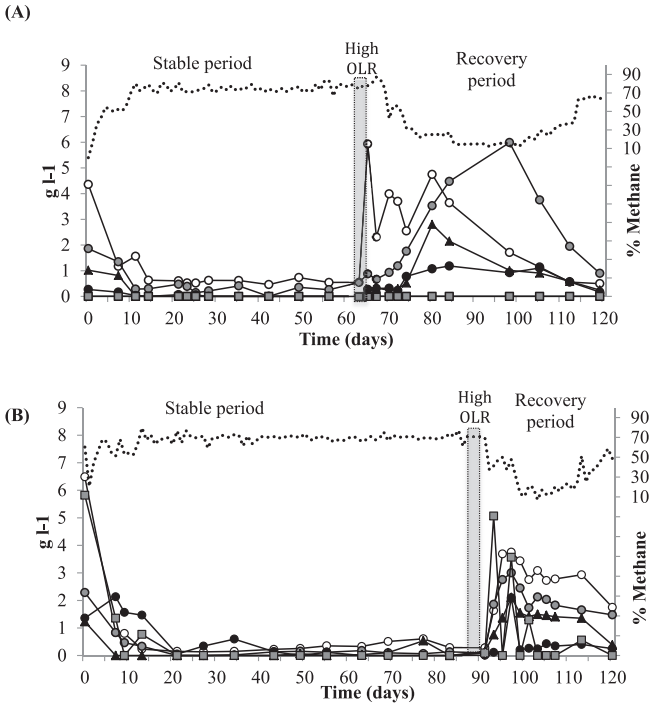 (A)
High
OLR
Stable period
Recovery
period
9
8
7
6
5
4
3
2
1
0
g l-1
90
70
50
30
10
% Methane
0 10 20 30 40 50 60 70 80 90 100 110 120
Time (days)
(B)
High
OLR
Stable period
Recovery
period
9
8
7
6
5
4
3
2
1
0
g l-1
90
70
50
30
10
% Methane
0 10 20 30 40 50 60 70 80 90 100 110 120
Time (days)